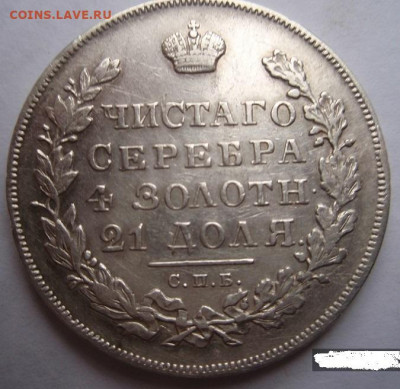 COINS.LAVE.RU
ЧИСТАГО
СЕРЕБРА
4 ЗОЛОТН.
21 ДОЛЯ.
С.П.Б.